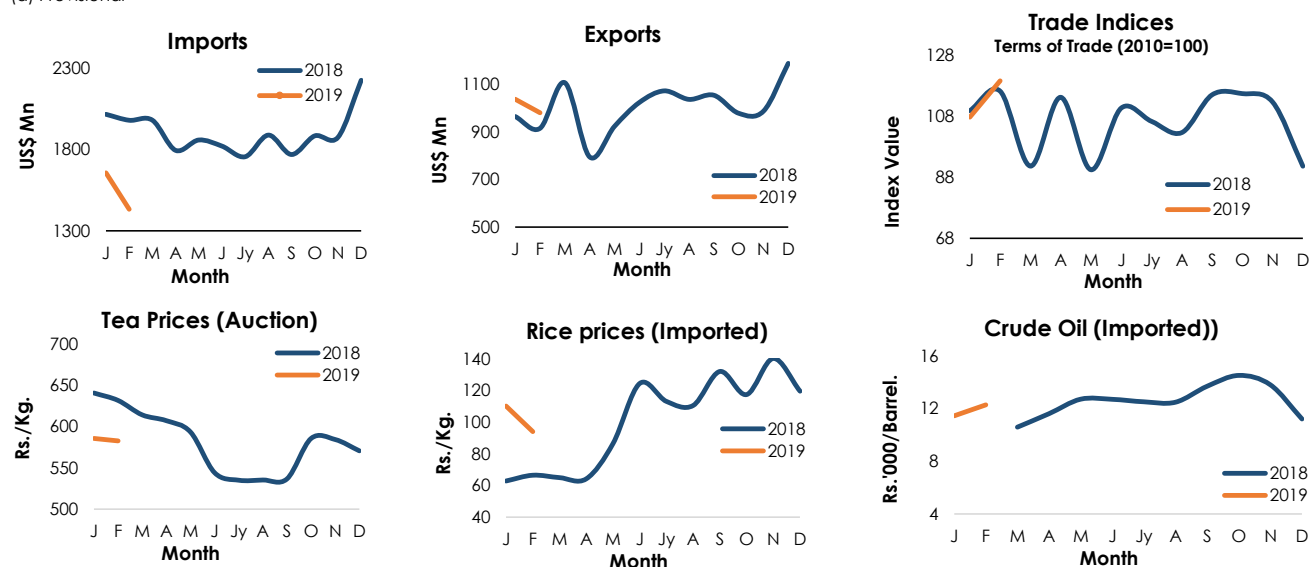 Imports
US$ Mn
2300
1800
1300
2018
2019
J F M A M J Jy A S O N D
Month
Exports
US$ Mn
1100
900
700
500
2018
2019
J F M A M J Jy A S O N D
Month
Trade Indices
Terms of Trade (2010=100)
Index Value
128
108
88
68
2018
2019
J F M A M J Jy A S O N D
Month
Tea Prices (Auction)
Rs./Kg.
700
650
600
550
500
2018
2019
J F M A M J Jy A S O N D
Month
Rice prices (Imported)
Rs./Kg.
140
120
100
80
60
40
2018
2019
J F M A M J Jy A S O N D
Month
Crude Oil (Imported))
Rs.'000/Barrel.
16
12
8
4
2018
2019
J F M A M J Jy A S O N D
Month